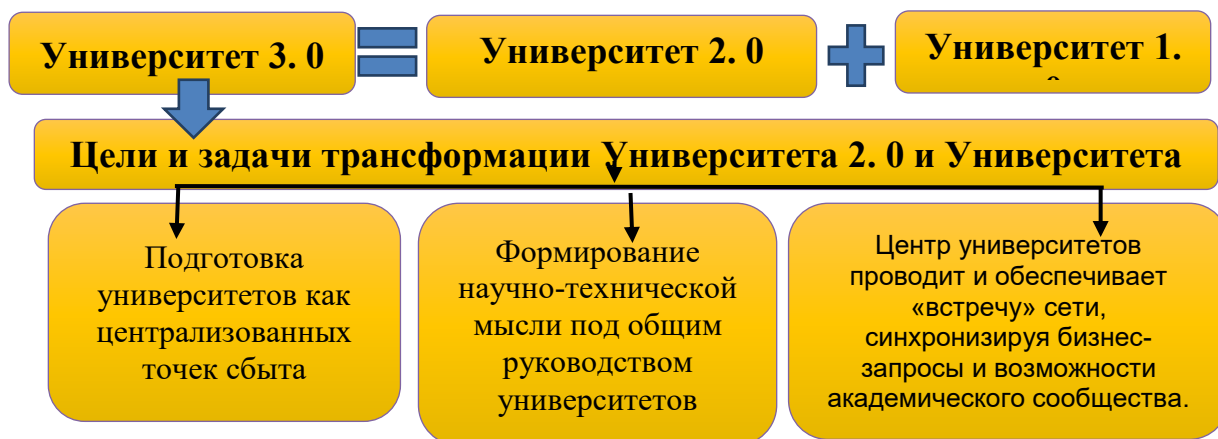 Университет 3. 0
Университет 2. 0
Университет 1.
Цели и задачи трансформации Университета 2. 0 и Университета
Подготовка
университетов как
централизованных
точек сбыта
Формирование
научно-технической
мысли под общим
руководством
университетов
Центр университетов
проводит и обеспечивает
«встречу» сети,
синхронизируя бизнес-
запросы и возможности
академического сообщества.